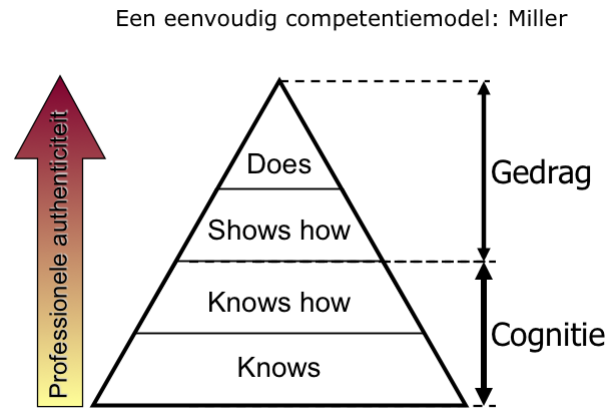 Een eenvoudig competentiemodel: Miller
Professionele authenticiteit
Does
Shows how
Knows how
Knows
Gedrag
Cognitie